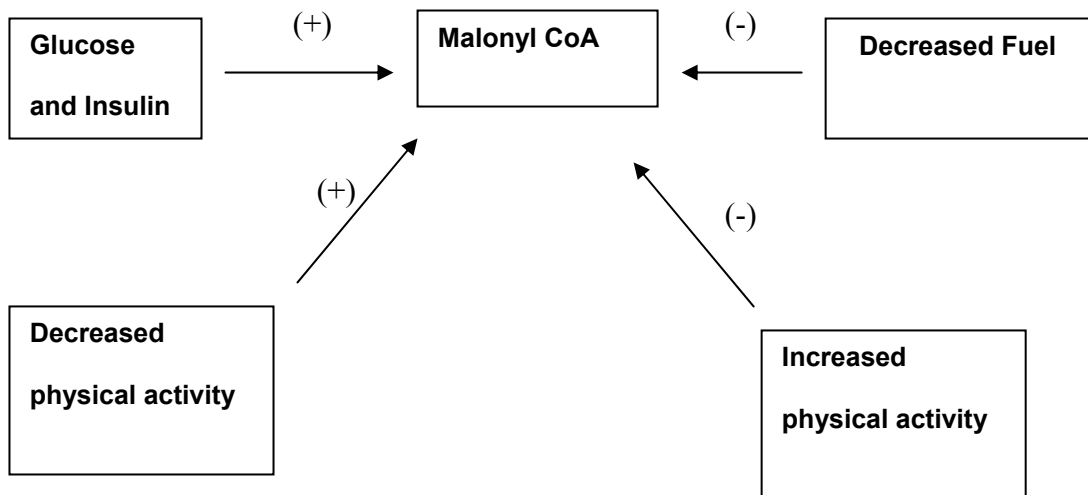 Glucose
and Insulin
(+)
Malonyl CoA
(-)
Decreased Fuel
(+)
(-)
Decreased
physical activity
Increased
physical activity